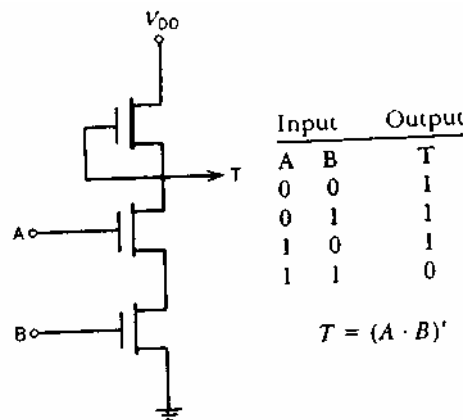 VDD
T
A
B
Input Output
A B T
0 0 1
0 1 1
1 0 1
1 1 0
T = (A · B)'